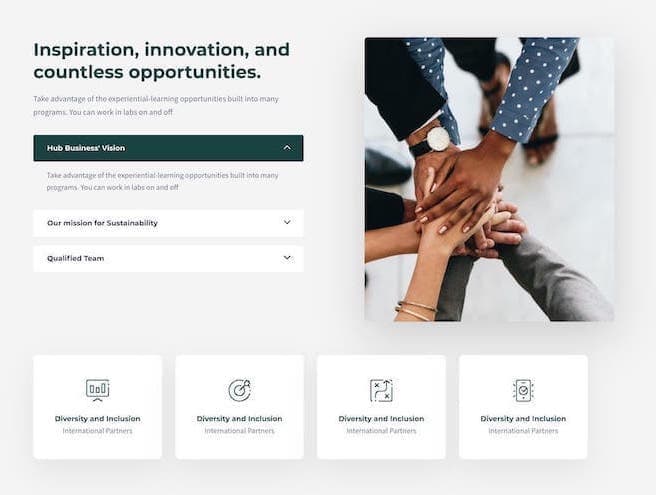 Inspiration, innovation, and
countless opportunities.
Take advantage of the experiential-learning opportunities built into many
programs. You can work in labs on and off
Hub Business' Vision
Take advantage of the experiential-learning opportunities built into many
programs. You can work in labs on and off
Our mission for Sustainability
Qualified Team
Diversity and Inclusion
International Partners
Diversity and Inclusion
International Partners
Diversity and Inclusion
International Partners
Diversity and Inclusion
International Partners